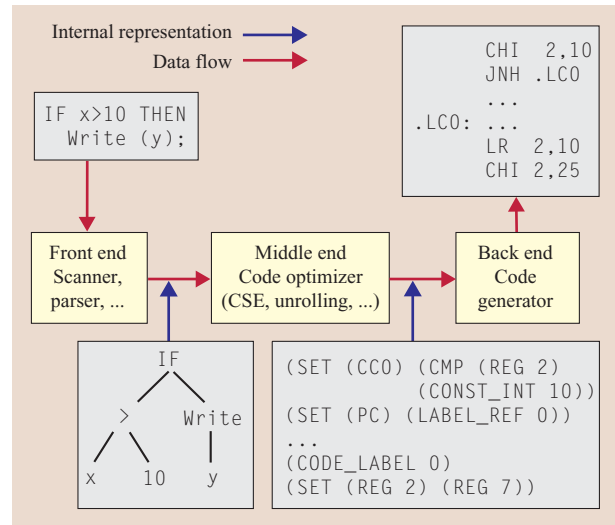 Internal representation
Data flow
IF x>10 THEN
Write (y);
CHI 2,10
JNH .LC0
...
.LC0: ...
LR 2,10
CHI 2,25
Front end
Scanner,
parser, ...
Middle end
Code optimizer
(CSE, unrolling, ...)
Back end
Code
generator
IF
> Write
x 10 y
(SET (CC0) (CMP (REG 2)
(CONST_INT 10))
(SET (PC) (LABEL_REF 0))
...
(CODE_LABEL 0)
(SET (REG 2) (REG 7))